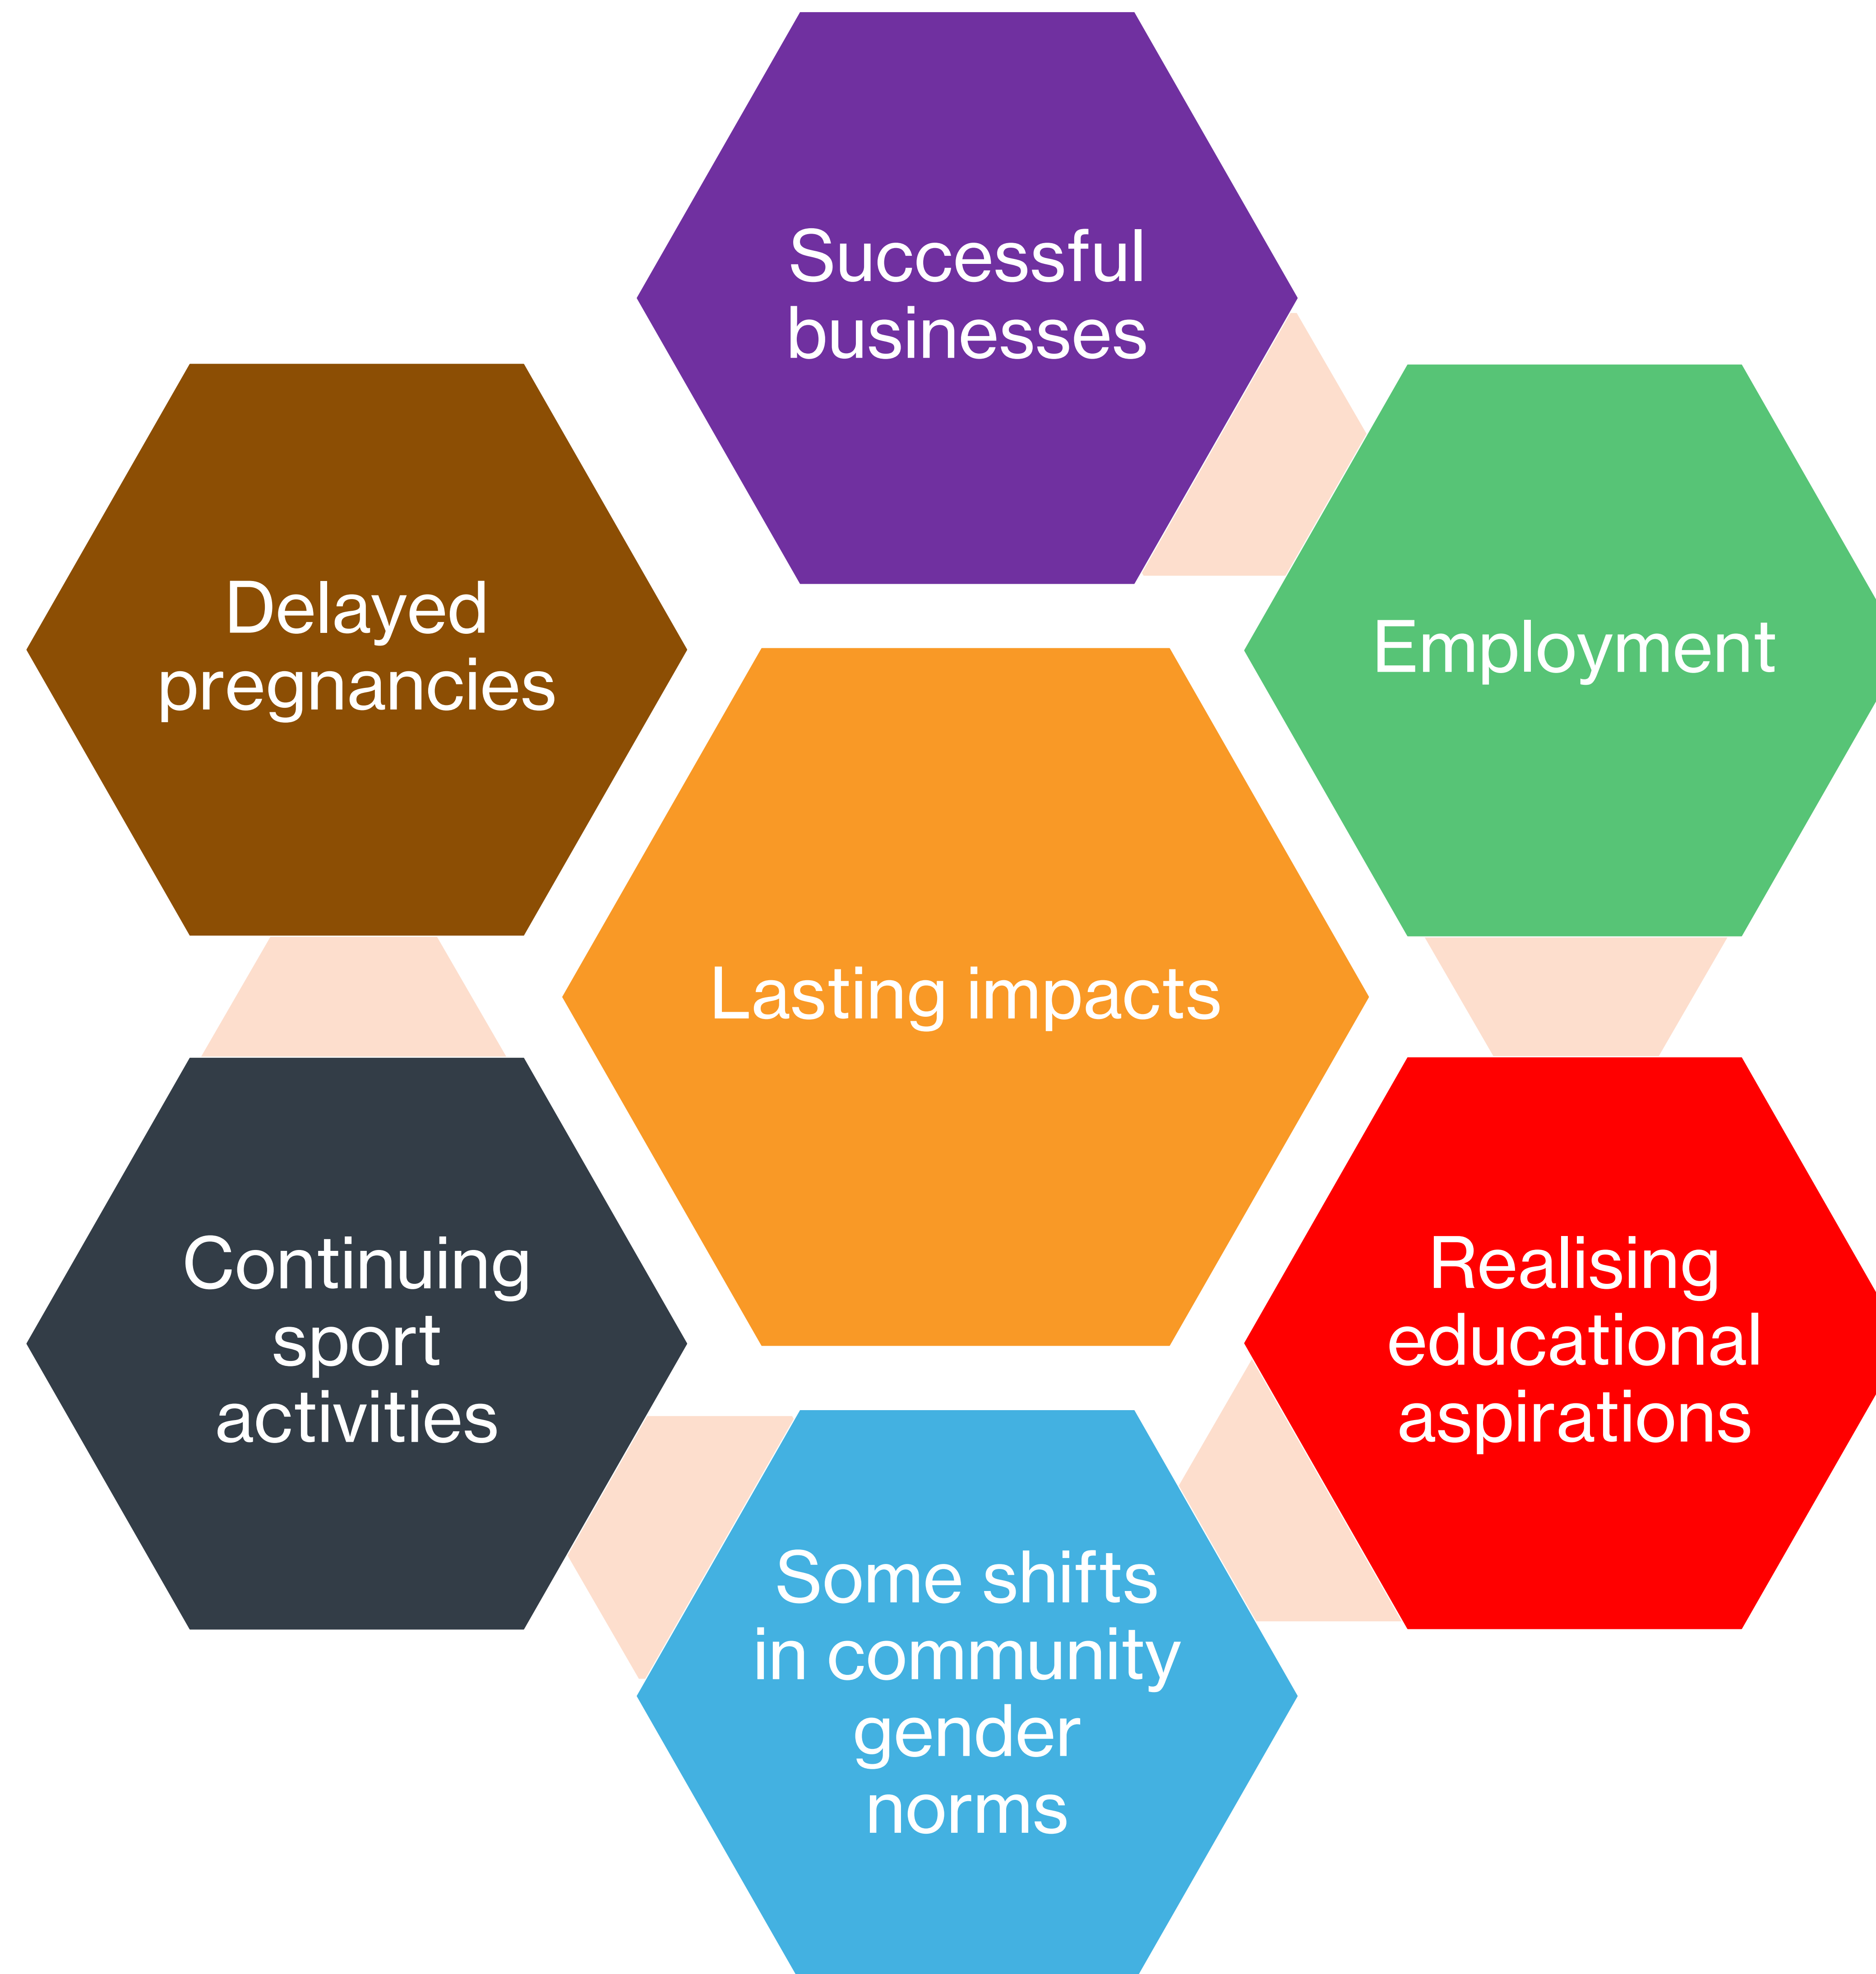 Successful
businesses
Delayed
pregnancies
Employment
Lasting impacts
Continuing
sport
activities
Realising
educational
aspirations
Some shifts
in community
gender
norms